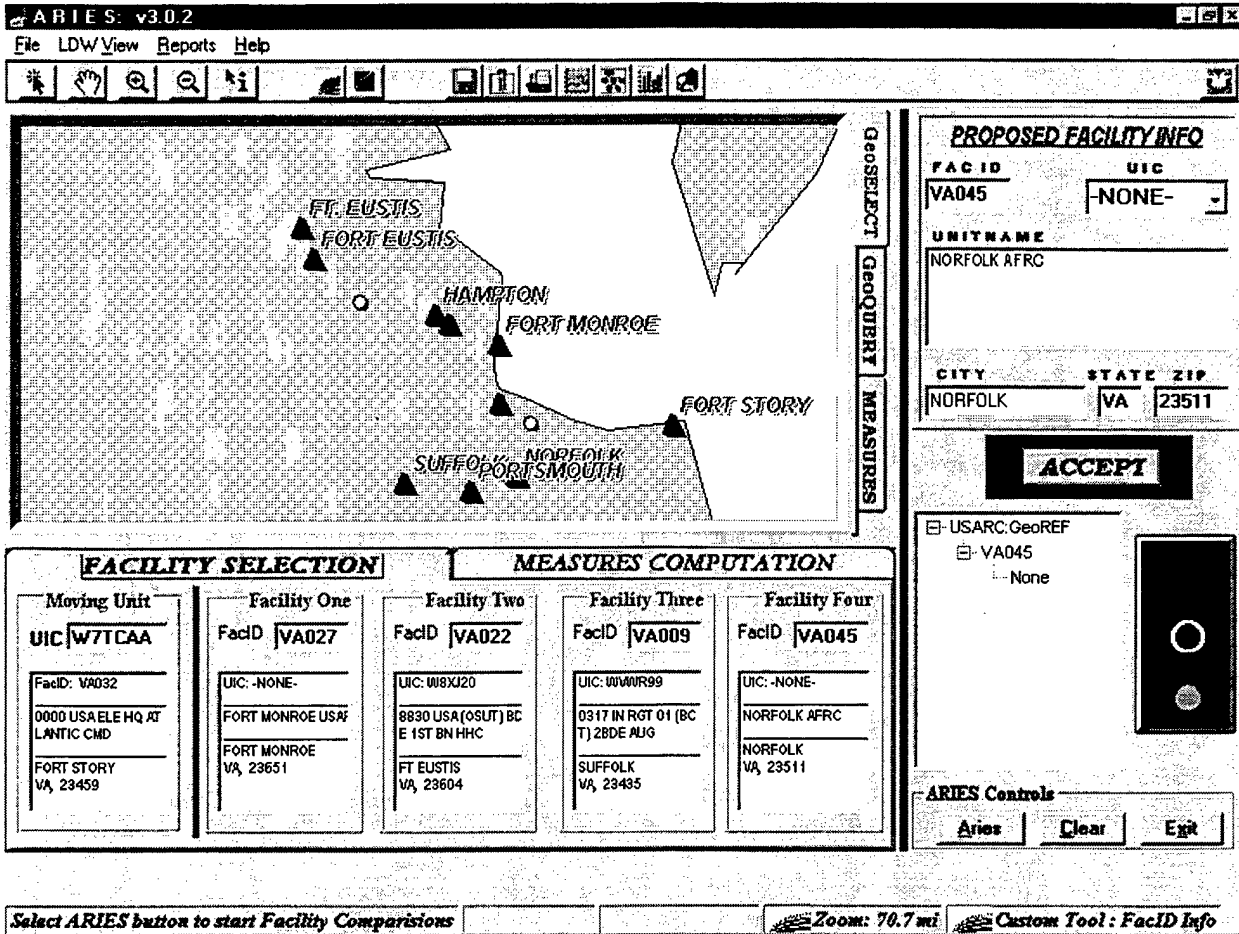 ARIES: v3.0.2
File LDW View Reports Help
FT. EUSTIS
FORT EUSTIS
HAMPTON
FORT MONROE
FORT STORY
SUFFOLK
NORFOLK
PORTSMOUTH
GeoSELECT
GeoQUERY
MEASURES
PROPOSED FACILITY INFO
FAC ID UIC
VA045 -NONE-
UNITNAME
NORFOLK AFRC
CITY STATE ZIP
NORFOLK VA 23511
ACCEPT
USARC:GeoREF
VA045
None
FACILITY SELECTION MEASURES COMPUTATION
Moving Unit
UIC W7TCAA
FacID: VA032
0000 USA ELE HQ AT
LANTIC CMD
FORT STORY
VA, 23459
Facility One
FacID VA027
UIC: -NONE-
FORT MONROE USAR
FORT MONROE
VA, 23651
Facility Two
FacID VA022
UIC: W8XJ20
8830 USA (OSUT) BD
E 1ST BN HHC
FT EUSTIS
VA, 23604
Facility Three
FacID VA009
UIC: WVWR99
0317 IN RGT 01 (BC
T) 2BDE AUG
SUFFOLK
VA, 23435
Facility Four
FacID VA045
UIC: -NONE-
NORFOLK AFRC
NORFOLK
VA, 23511
ARIES Controls
Aries Clear Exit
Select ARIES button to start Facility Comparisions
Zoom: 70.7 mi
Custom Tool : FacID Info